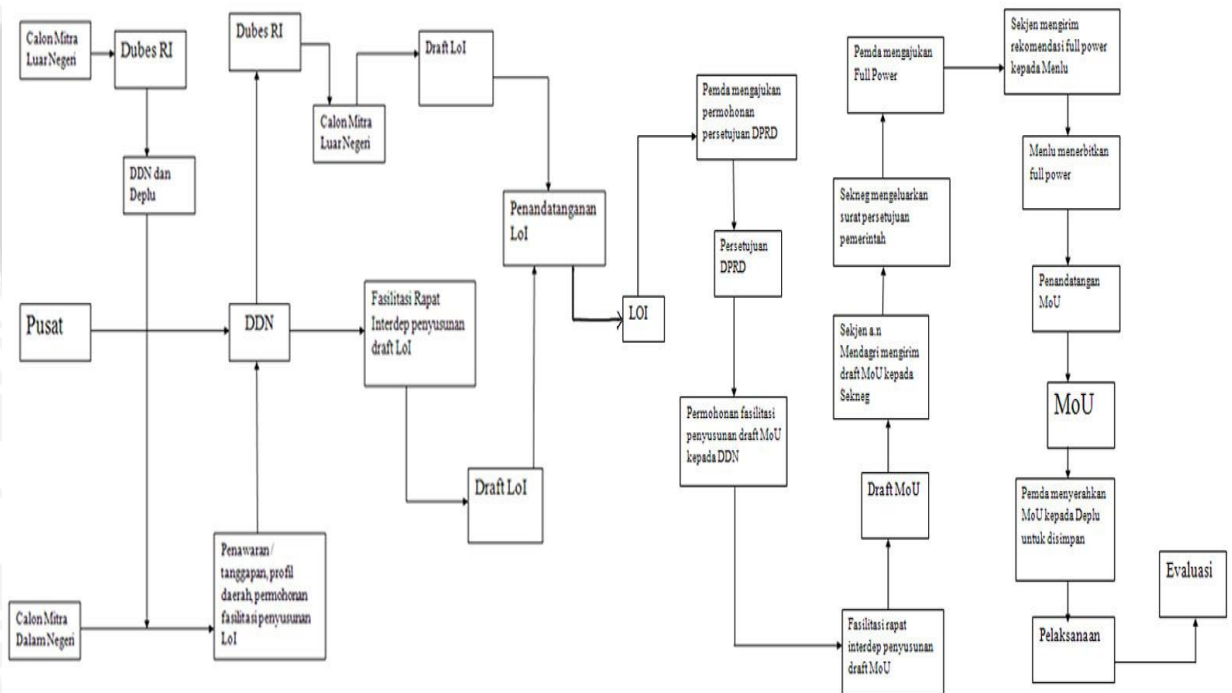 Calon Mitra
Luar Negeri
Dubes RI
DDN dan
Deplu
Pusat
Calon Mitra
Dalam Negeri
Penawaran /
tanggapan, profil
daerah, permohonan
fasilitasi penyusunan
LoI
DDN
Dubes RI
Calon Mitra
Luar Negeri
Draft LoI
Fasilitasi Rapat
Interdep penyusunan
draft LoI
Draft LoI
Penandatanganan
LoI
LOI
Pemda mengajukan
permohonan
persetujuan DPRD
Persetujuan
DPRD
Permohonan fasilitasi
penyusunan draft MoU
kepada DDN
Fasilitasi rapat
interdep penyusunan
draft MoU
Draft MoU
Sekjen a.n
Mendagri mengirim
draft MoU kepada
Sekneg
Sekneg mengeluarkan
surat persetujuan
pemerintah
Pemda mengajukan
Full Power
Sekjen mengirim
rekomendasi full power
kepada Menlu
Menlu menerbitkan
full power
Penandatangan
MoU
MoU
Pemda menyerahkan
MoU kepada Deplu
untuk disimpan
Pelaksanaan
Evaluasi